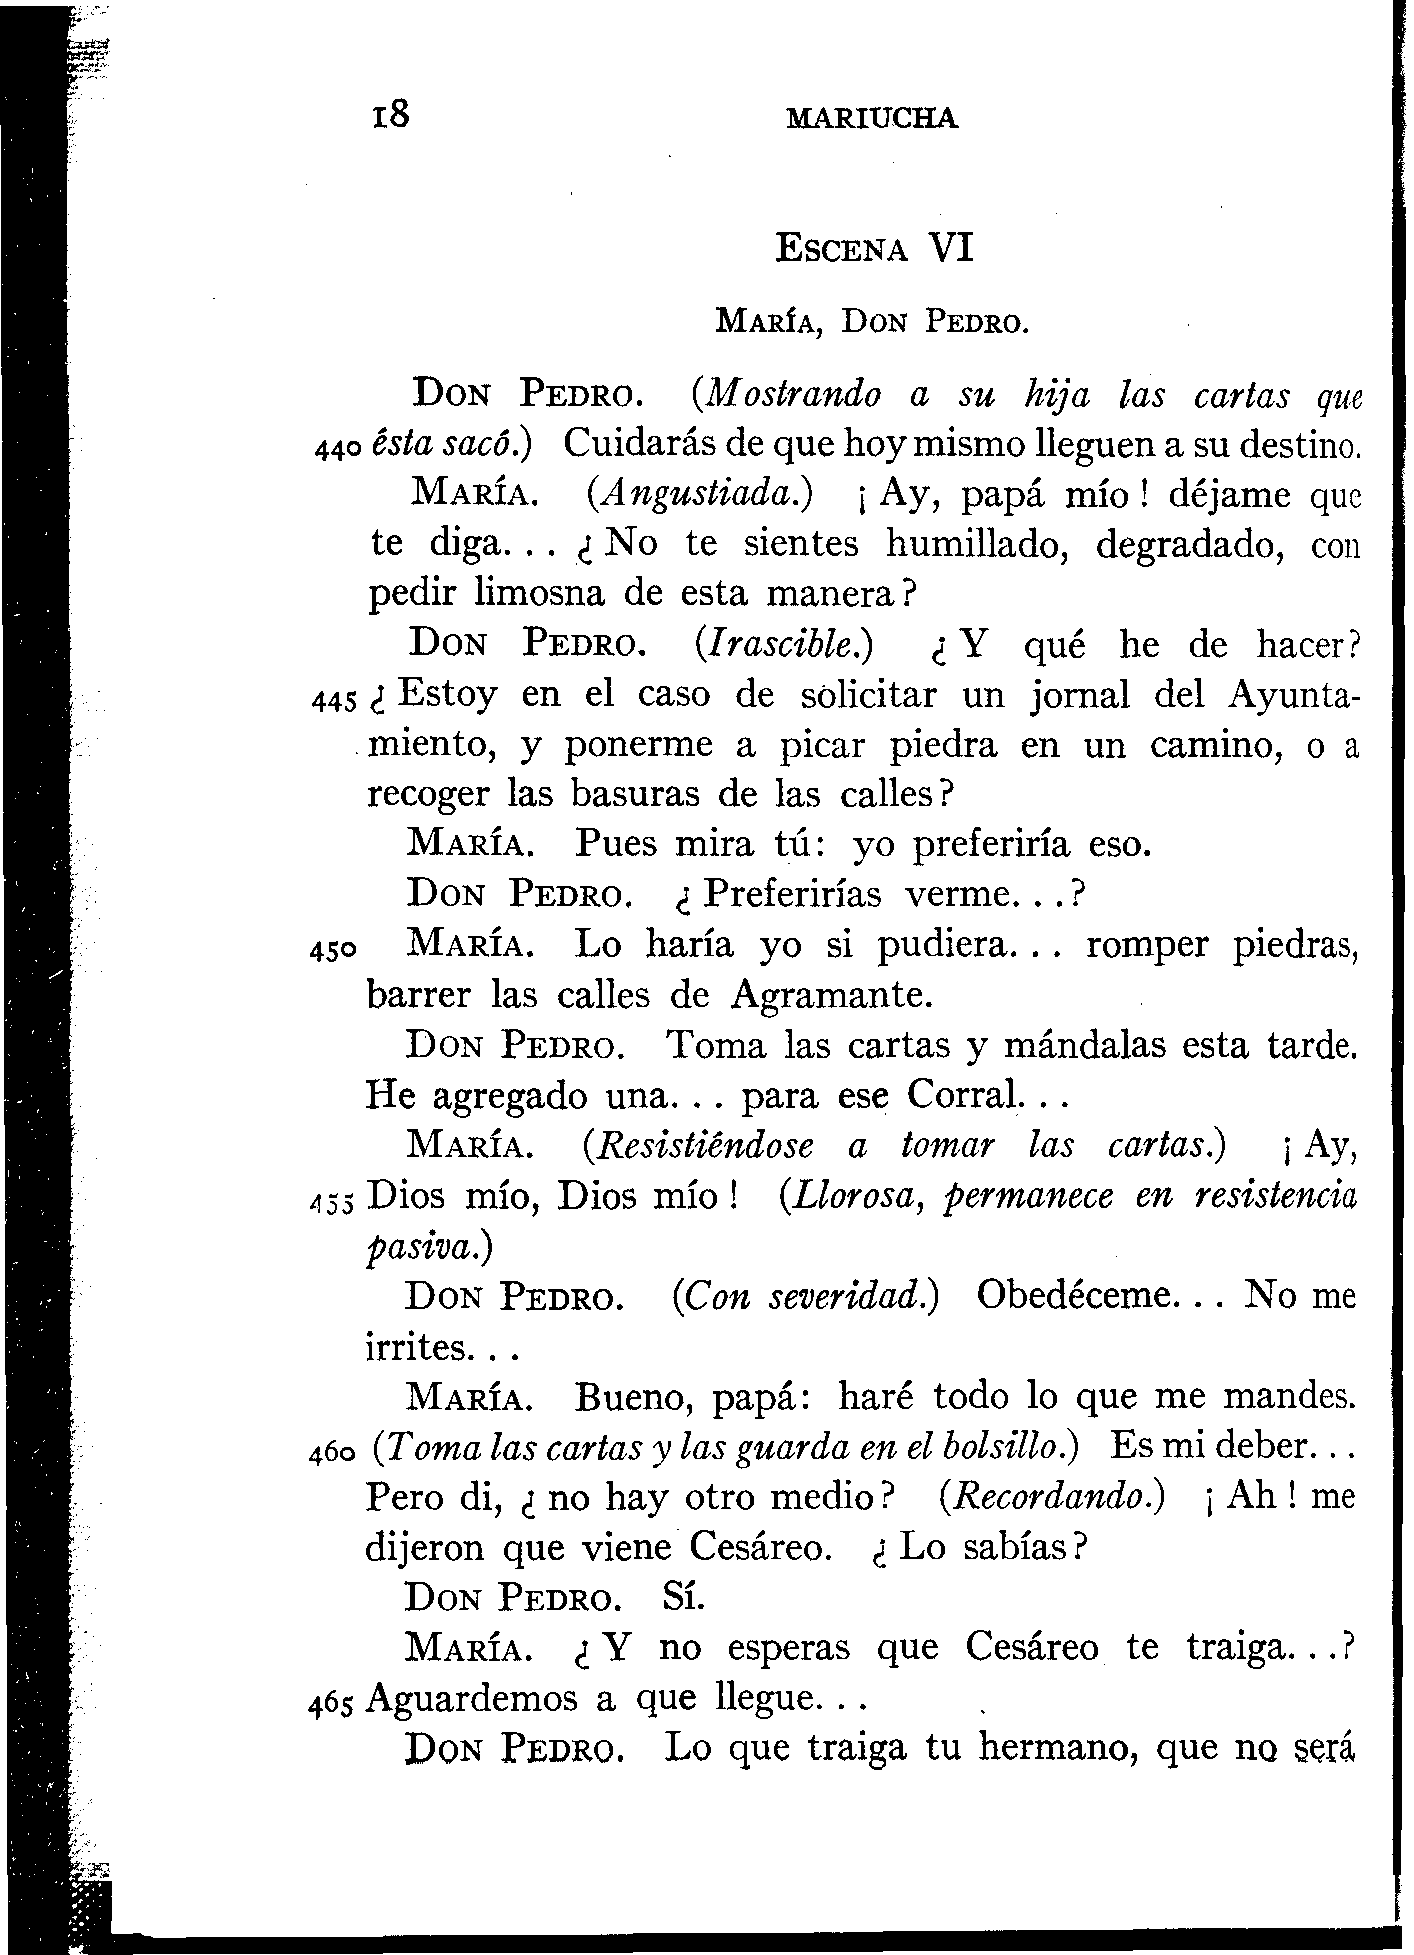 18 MARIUCHA
ESCENA VI
MARÍA, DON PEDRO.
DON PEDRO. (Mostrando a su hija las cartas que
440 ésta sacó.) Cuidarás de que hoy mismo lleguen a su destino.
MARÍA. (Angustiada.) ¡ Ay, papá mío ! déjame que
te diga. . . ¿ No te sientes humillado, degradado, con
pedir limosna de esta manera ?
DON PEDRO. (Irascible.) ¿ Y qué he de hacer?
445 ¿ Estoy en el caso de solicitar un jornal del Ayunta-
miento, y ponerme a picar piedra en un camino, o a
recoger las basuras de las calles ?
MARÍA. Pues mira tú: yo preferiría eso.
DON PEDRO. ¿ Preferirías verme. . . ?
450 MARÍA. Lo haría yo si pudiera. . . romper piedras,
barrer las calles de Agramante.
DON PEDRO. Toma las cartas y mándalas esta tarde.
He agregado una. . . para ese Corral. . .
MARÍA. (Resistiéndose a tomar las cartas.) ¡ Ay,
455 Dios mío, Dios mío ! (Llorosa, permanece en resistencia
pasiva.)
DON PEDRO. (Con severidad.) Obedéceme. . . No me
irrites. . .
MARÍA. Bueno, papá: haré todo lo que me mandes.
460 (Toma las cartas y las guarda en el bolsillo.) Es mi deber. . .
Pero di, ¿ no hay otro medio ? (Recordando.) ¡ Ah ! me
dijeron que viene Cesáreo. ¿ Lo sabías ?
DON PEDRO. Sí.
MARÍA. ¿ Y no esperas que Cesáreo te traiga. . . ?
465 Aguardemos a que llegue. . .
DON PEDRO. Lo que traiga tu hermano, que no será